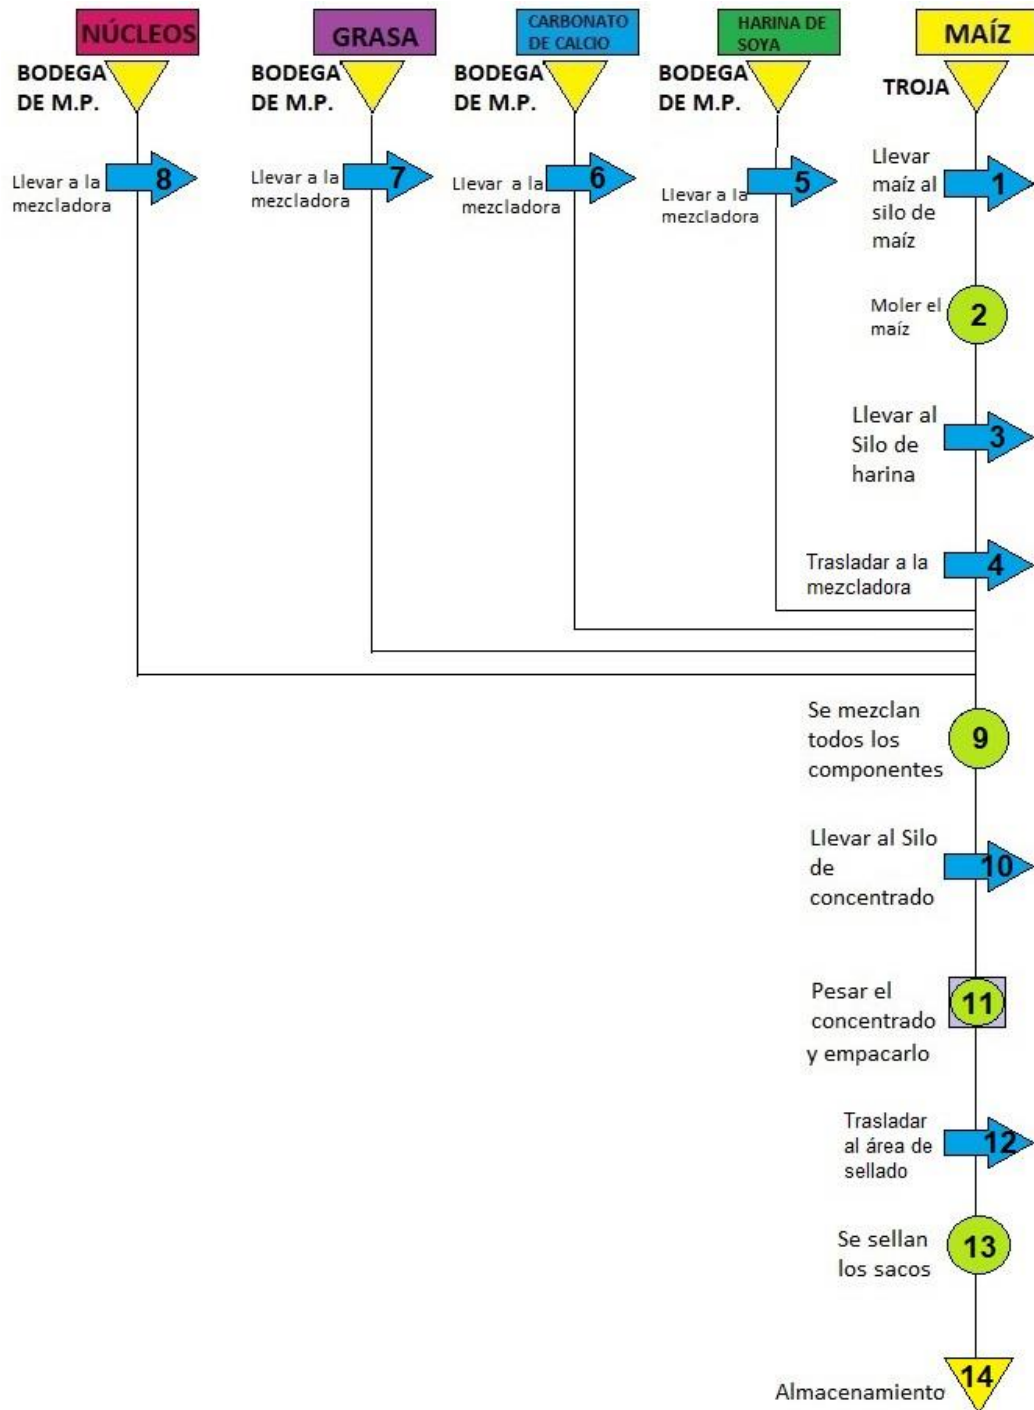 NÚCLEOS
GRASA
CARBONATO
DE CALCIO
HARINA DE
SOYA
MAÍZ
BODEGA
DE M.P.
BODEGA
DE M.P.
BODEGA
DE M.P.
BODEGA
DE M.P.
TROJA
Llevar a la
mezcladora
8
Llevar a la
mezcladora
7
Llevar a la
mezcladora
6
Llevar a la
mezcladora
5
Llevar
maíz al
silo de
maíz
1
Moler el
maíz
2
Llevar al
Silo de
harina
3
Trasladar a la
mezcladora
4
Se mezclan
todos los
componentes
9
Llevar al Silo
de
concentrado
10
Pesar el
concentrado
y empacarlo
11
Trasladar
al área de
sellado
12
Se sellan
los sacos
13
Almacenamiento
14